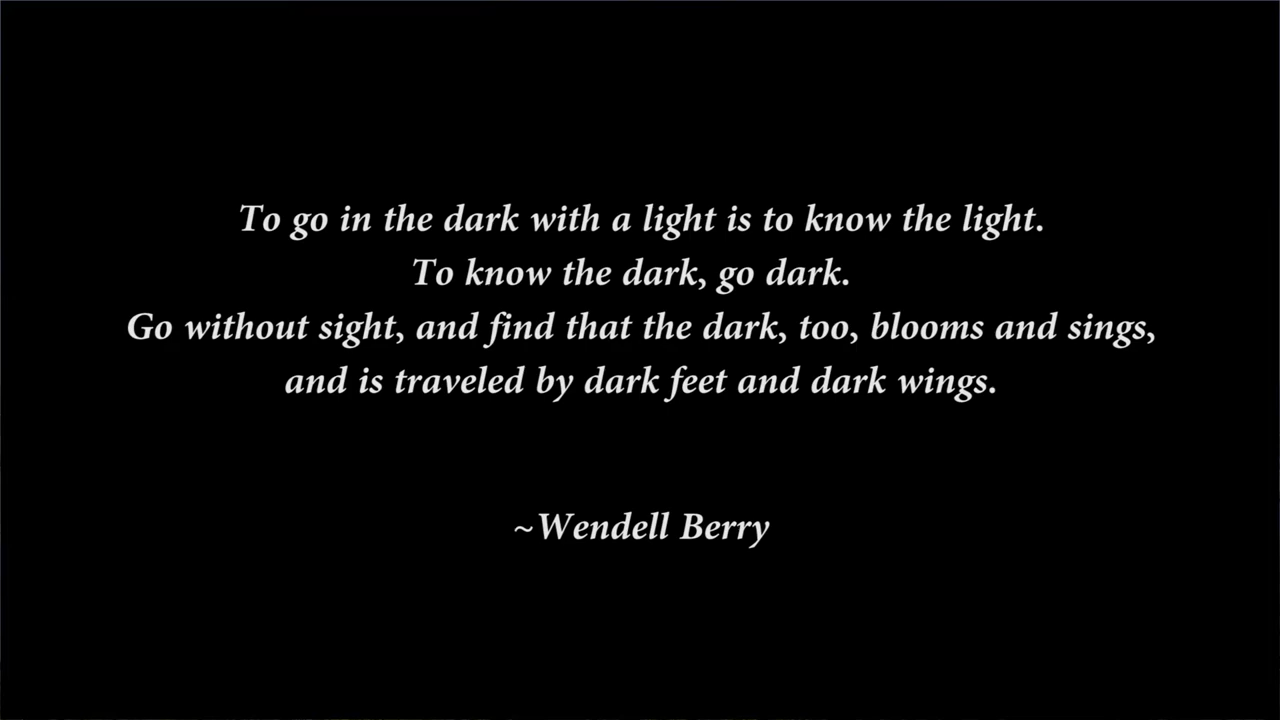 To go in the dark with a light is to know the light.
To know the dark, go dark.
Go without sight, and find that the dark, too, blooms and sings,
and is traveled by dark feet and dark wings.
~Wendell Berry